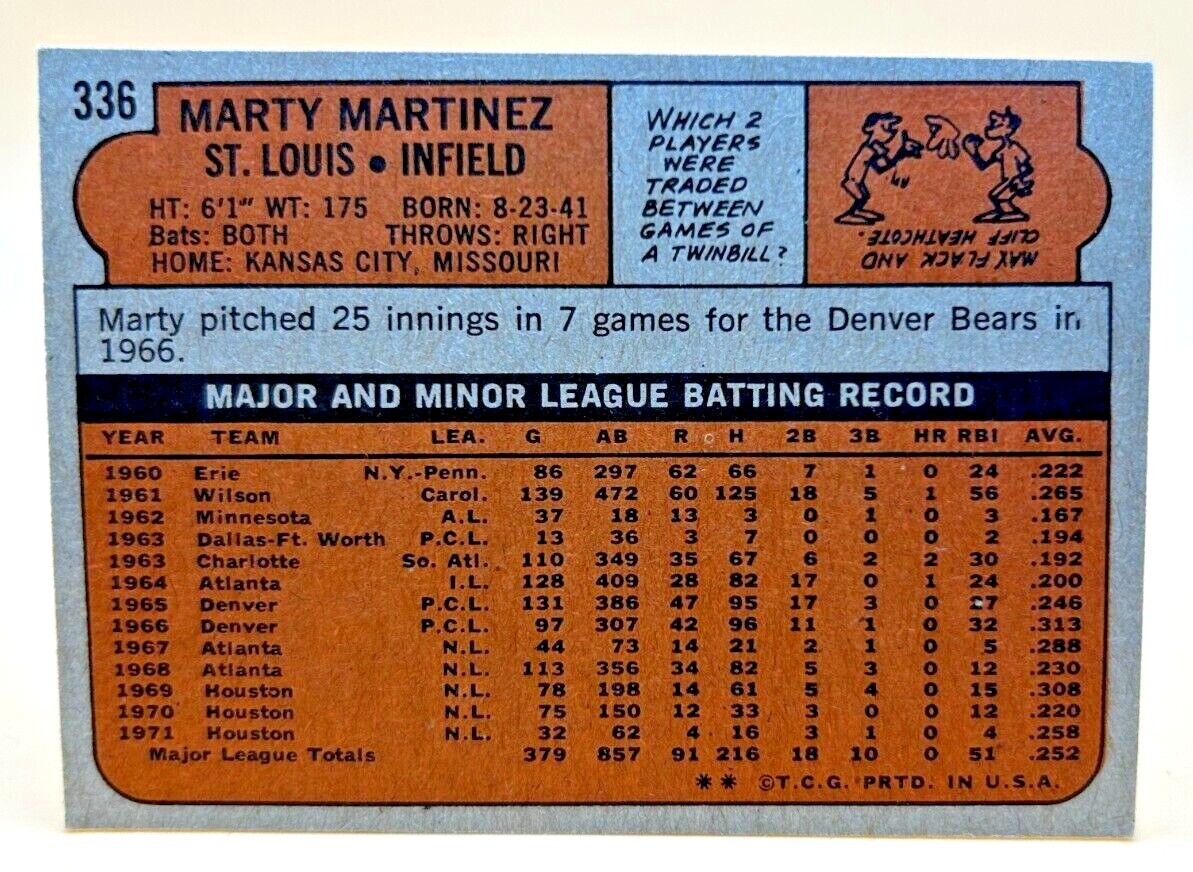 336
MARTY MARTINEZ
ST. LOUIS • INFIELD
HT: 6'1" WT: 175 BORN: 8-23-41
Bats: BOTH THROWS: RIGHT
HOME: KANSAS CITY, MISSOURI
WHICH 2
PLAYERS
WERE
TRADED
BETWEEN
GAMES OF
A TWINBILL?
MAX FLACK AND
CLIFF HEATHCOTE.
Marty pitched 25 innings in 7 games for the Denver Bears in
1966.
MAJOR AND MINOR LEAGUE BATTING RECORD
YEAR TEAM LEA. G AB R H 2B 3B HR RBI AVG.
1960 Erie N.Y.-Penn. 86 297 62 66 7 1 0 24 .222
1961 Wilson Carol. 139 472 60 125 18 5 1 56 .265
1962 Minnesota A.L. 37 18 13 3 0 1 0 3 .167
1963 Dallas-Ft. Worth P.C.L. 13 36 3 7 0 0 0 2 .194
1963 Charlotte So. Atl. 110 349 35 67 6 2 2 30 .192
1964 Atlanta I.L. 128 409 28 82 17 0 1 24 .200
1965 Denver P.C.L. 131 386 47 95 17 3 0 27 .246
1966 Denver P.C.L. 97 307 42 96 11 1 0 32 .313
1967 Atlanta N.L. 44 73 14 21 2 1 0 5 .288
1968 Atlanta N.L. 113 356 34 82 5 3 0 12 .230
1969 Houston N.L. 78 198 14 61 5 4 0 15 .308
1970 Houston N.L. 75 150 12 33 3 0 0 12 .220
1971 Houston N.L. 32 62 4 16 3 1 0 4 .258
Major League Totals 379 857 91 216 18 10 0 51 .252
** ©T.C.G. PRTD. IN U.S.A.